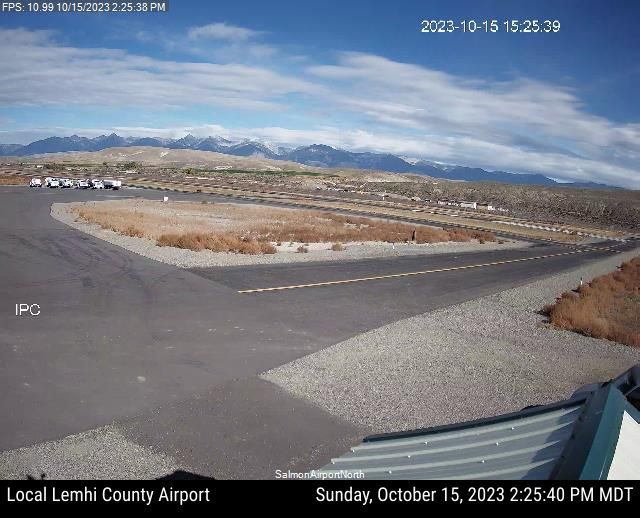 FPS: 10.99 10/15/2023 2:25:38 PM
2023-10-15 15:25:39
IPC
SalmonAirportNorth
Local Lemhi County Airport
Sunday, October 15, 2023 2:25:40 PM MDT